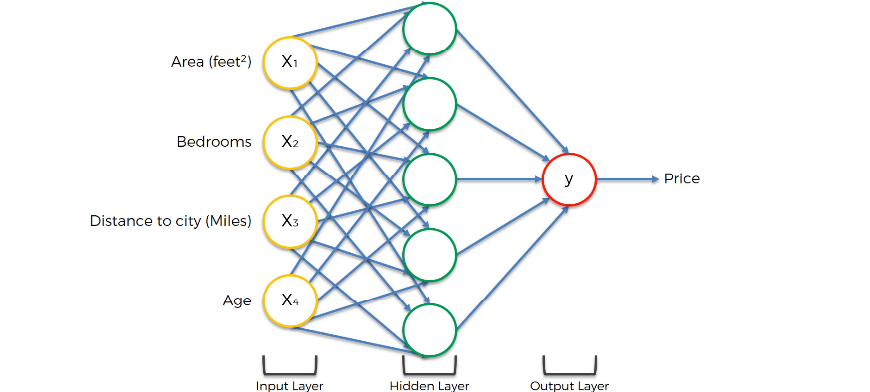 Area (feet²)
X₁
Bedrooms
X₂
Distance to city (Miles)
X₃
Age
X₄
y
Price
Input Layer
Hidden Layer
Output Layer